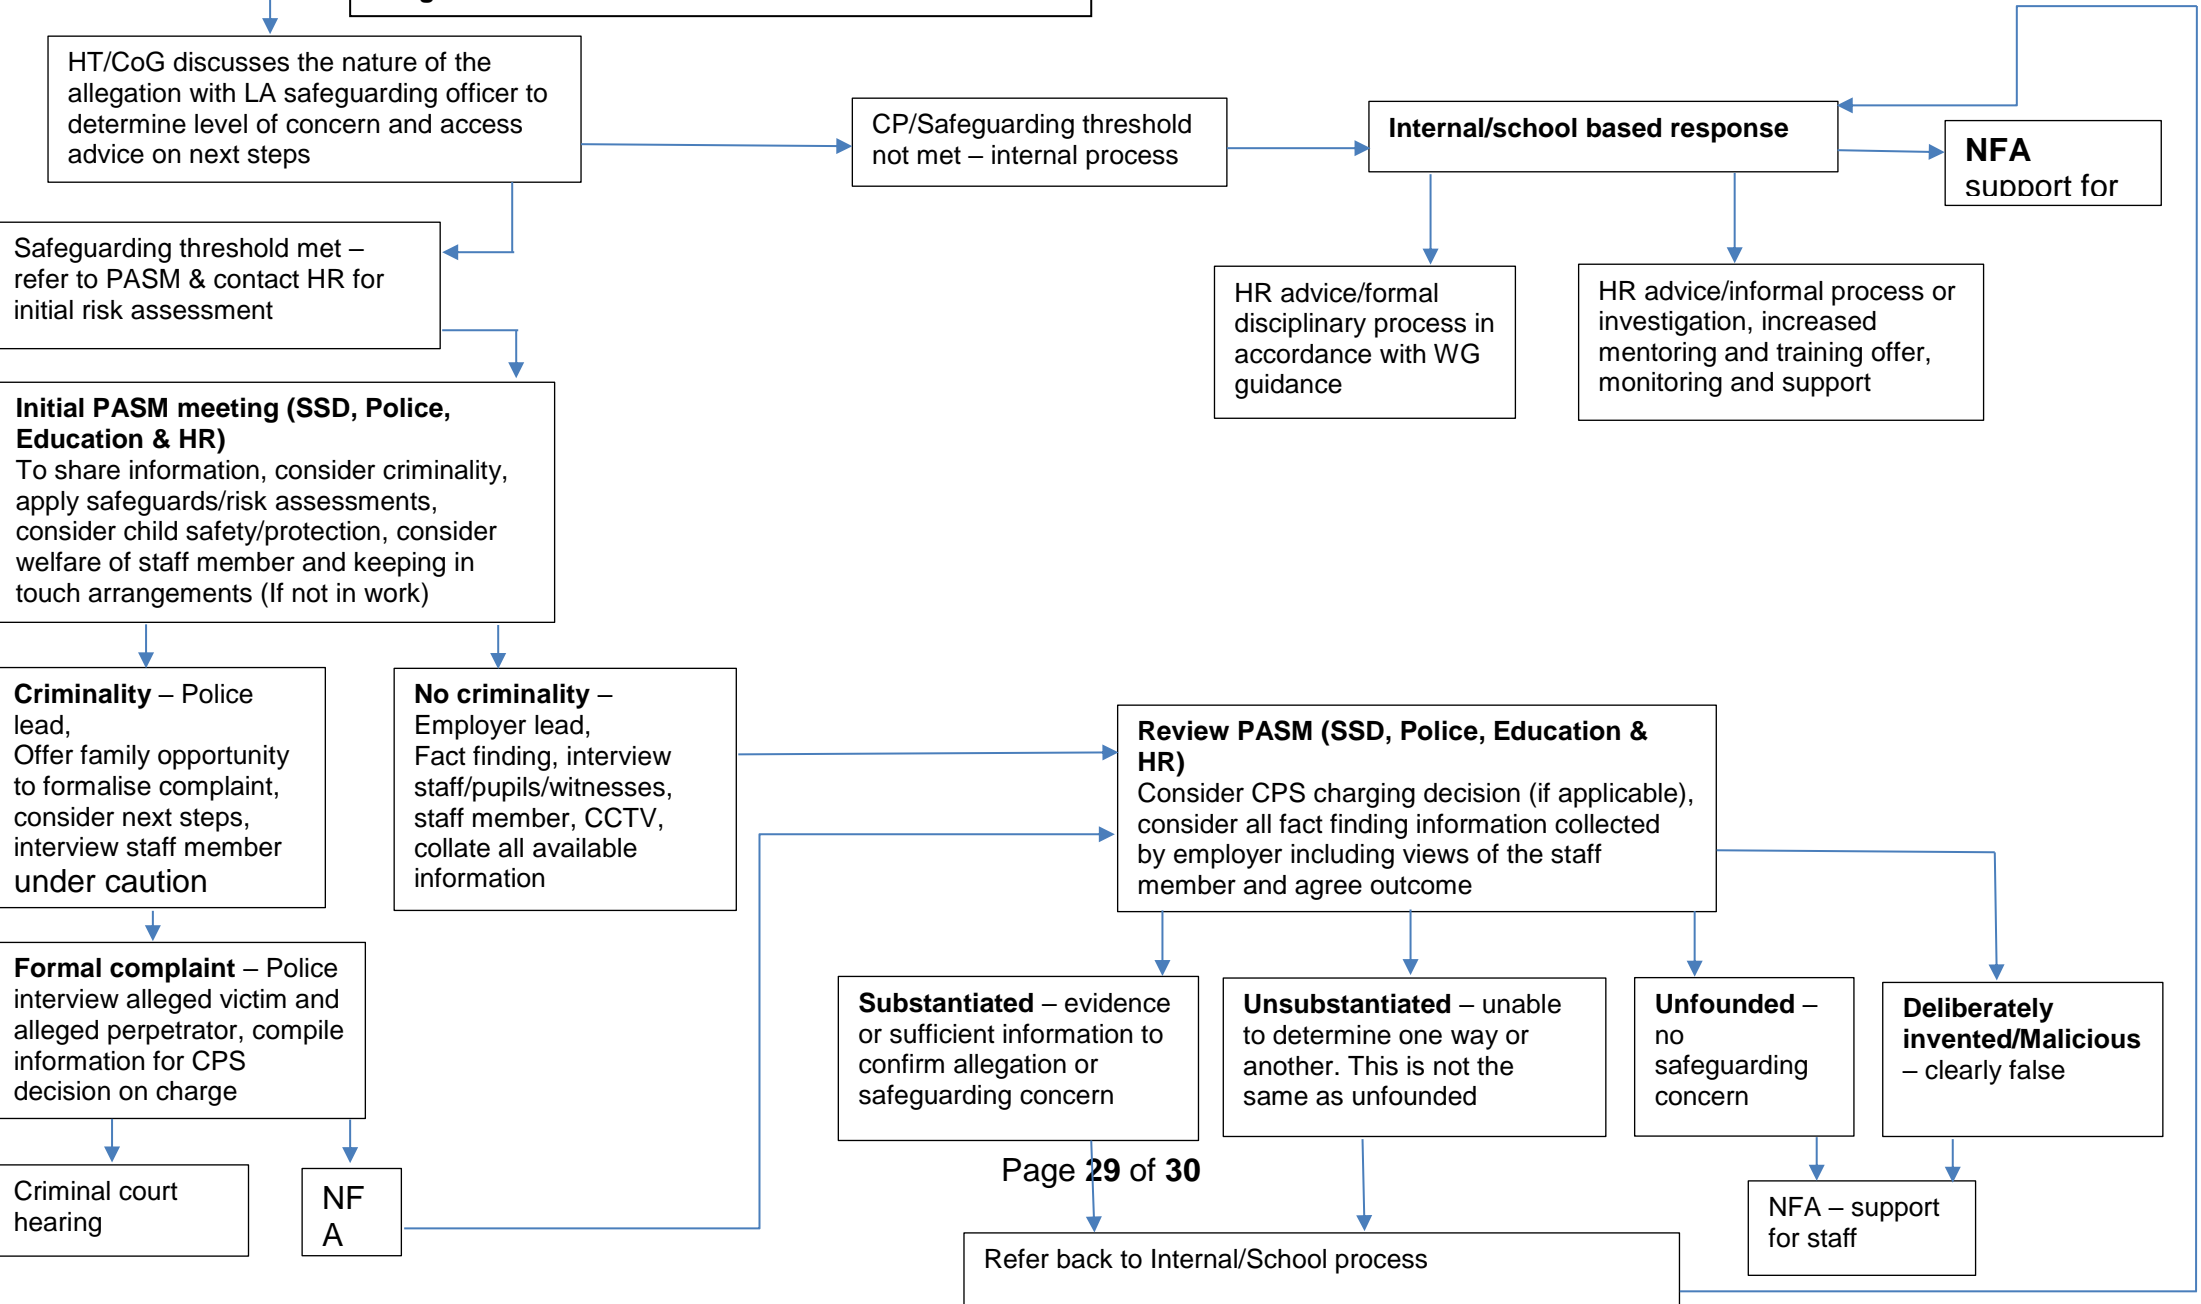 HT/CoG discusses the nature of the
allegation with LA safeguarding officer to
determine level of concern and access
advice on next steps
CP/Safeguarding threshold
not met – internal process
Internal/school based response
NFA
support for
Safeguarding threshold met –
refer to PASM & contact HR for
initial risk assessment
HR advice/formal
disciplinary process in
accordance with WG
guidance
HR advice/informal process or
investigation, increased
mentoring and training offer,
monitoring and support
Initial PASM meeting (SSD, Police,
Education & HR)
To share information, consider criminality,
apply safeguards/risk assessments,
consider child safety/protection, consider
welfare of staff member and keeping in
touch arrangements (If not in work)
Criminality – Police
lead,
Offer family opportunity
to formalise complaint,
consider next steps,
interview staff member
under caution
No criminality –
Employer lead,
Fact finding, interview
staff/pupils/witnesses,
staff member, CCTV,
collate all available
information
Review PASM (SSD, Police, Education &
HR)
Consider CPS charging decision (if applicable),
consider all fact finding information collected
by employer including views of the staff
member and agree outcome
Formal complaint – Police
interview alleged victim and
alleged perpetrator, compile
information for CPS
decision on charge
Substantiated – evidence
or sufficient information to
confirm allegation or
safeguarding concern
Unsubstantiated – unable
to determine one way or
another. This is not the
same as unfounded
Unfounded –
no
safeguarding
concern
Deliberately
invented/Malicious
– clearly false
Criminal court
hearing
NF
A
Page 29 of 30
NFA – support
for staff
Refer back to Internal/School process